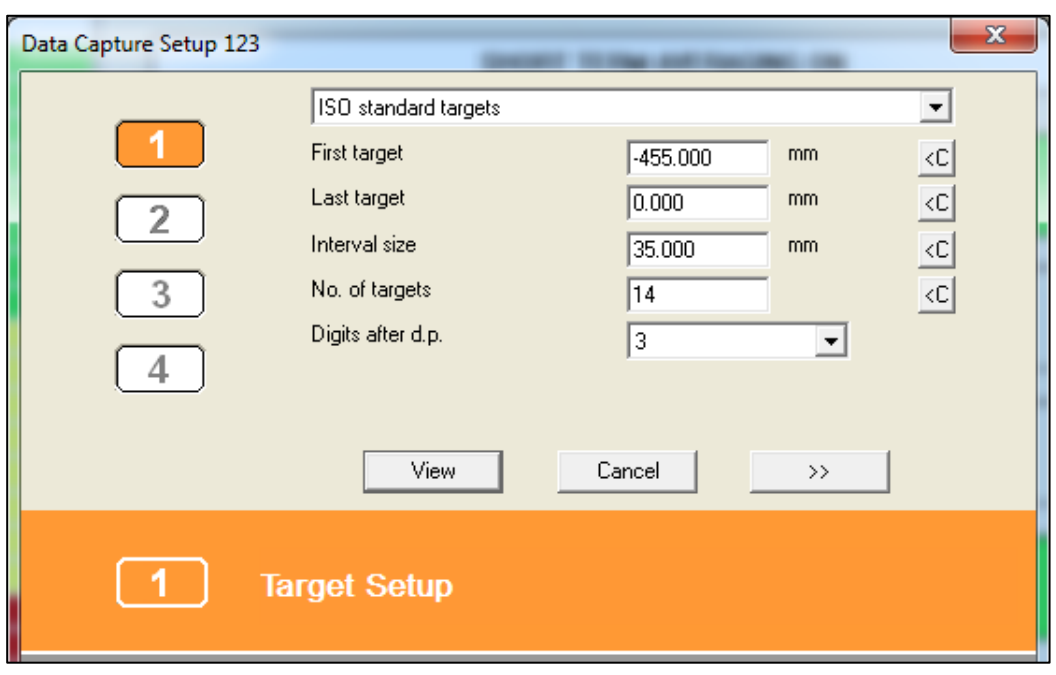 Data Capture Setup 123
ISO standard targets
1
First target -455.000 mm <C
Last target 0.000 mm <C
2
Interval size 35.000 mm <C
No. of targets 14 <C
3
Digits after d.p. 3
4
View Cancel >>
1 Target Setup